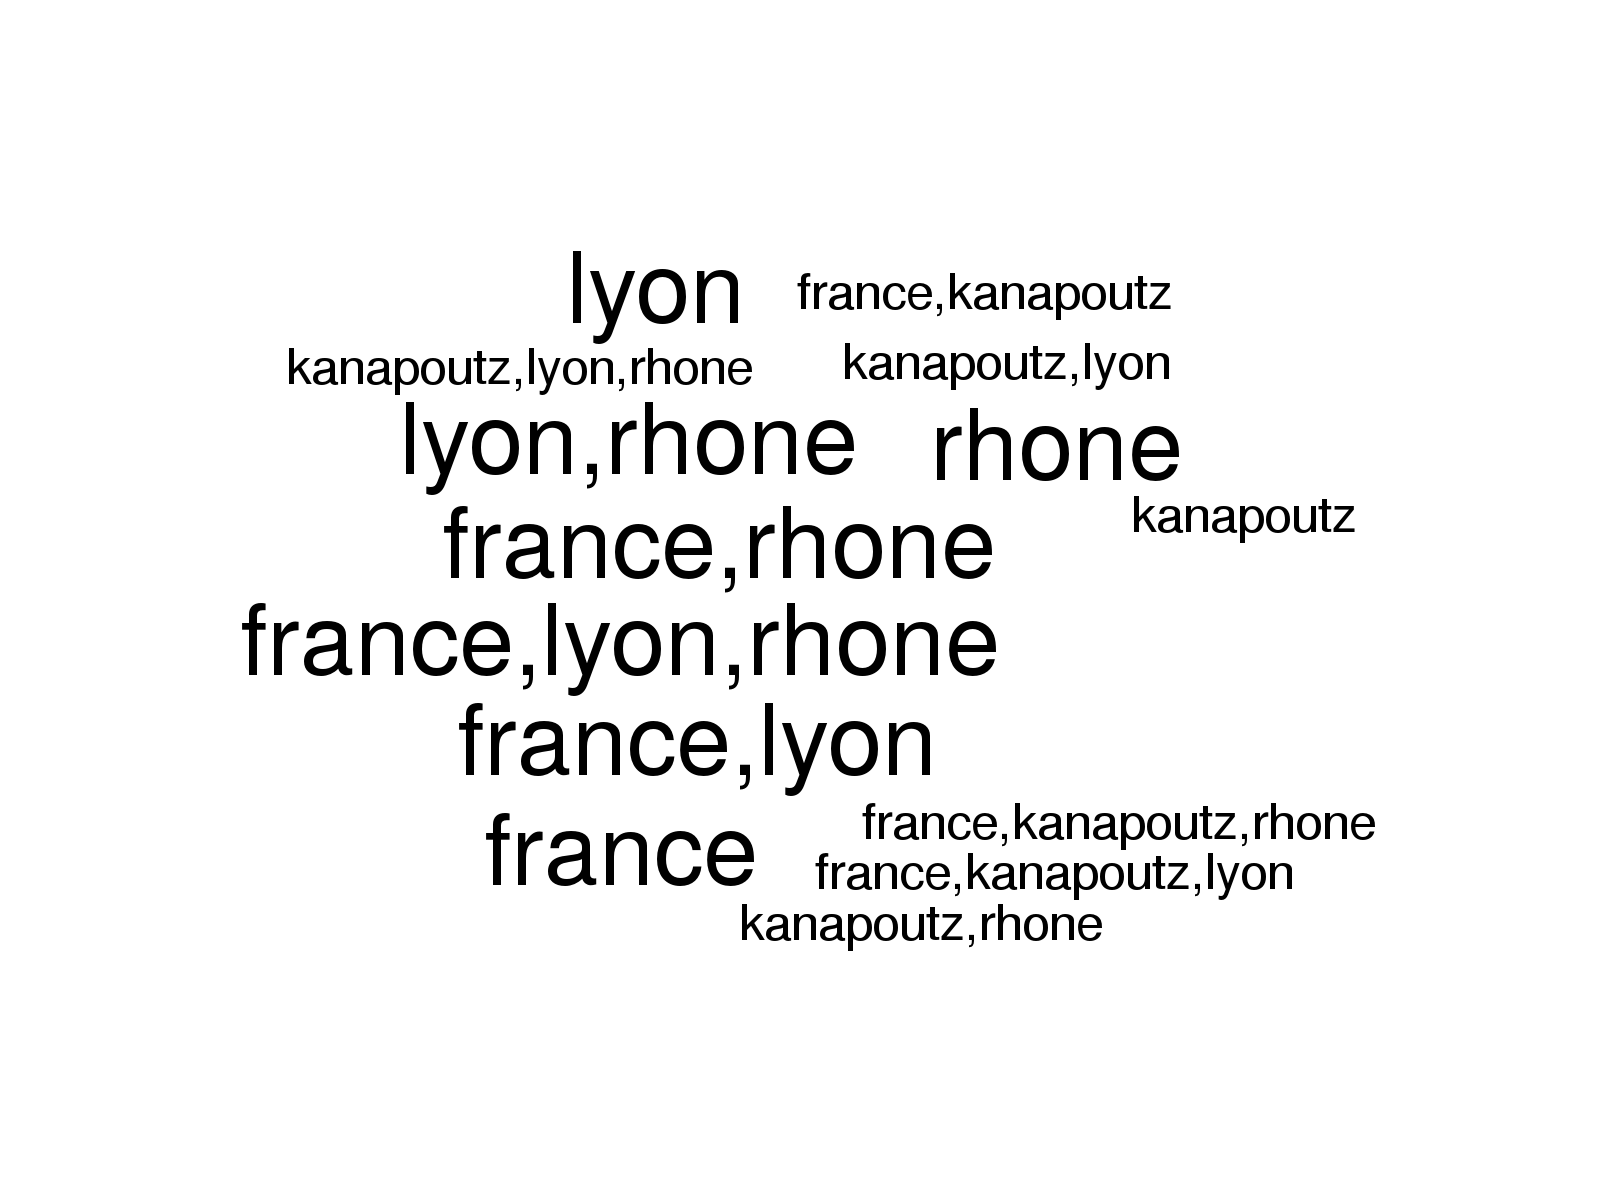 lyon france,kanapoutz
kanapoutz,lyon,rhone kanapoutz,lyon
lyon,rhone rhone
kanapoutz
france,rhone
france,lyon,rhone
france,lyon
france,kanapoutz,rhone
france
france,kanapoutz,lyon
kanapoutz,rhone